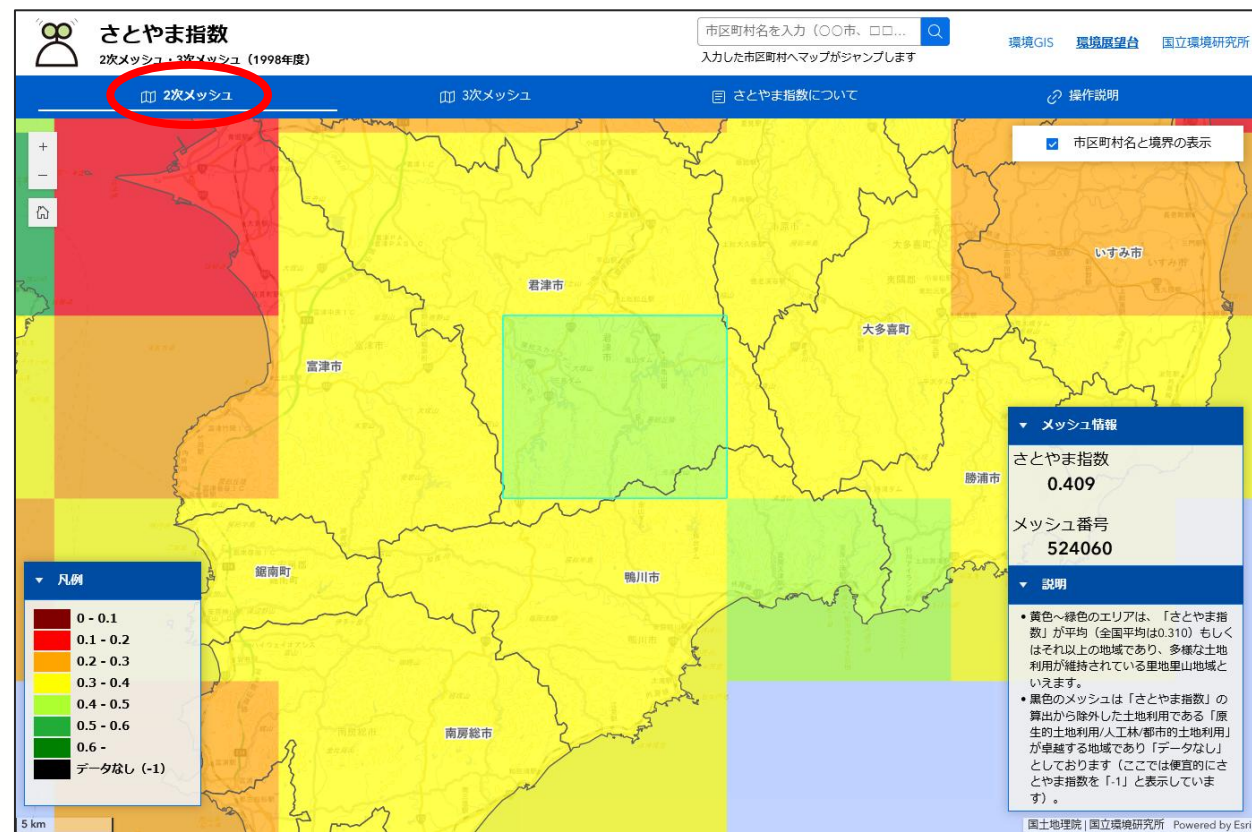 さとやま指数
2次メッシュ・3次メッシュ（1998年度）
市区町村名を入力（〇〇市、□□...
入力した市区町村へマップがジャンプします
環境GIS 環境展望台 国立環境研究所
2次メッシュ
3次メッシュ
さとやま指数について
操作説明
+
−
市区町村名と境界の表示
いすみ市
君津市
大多喜町
富津市
勝浦市
鋸南町
鴨川市
南房総市
メッシュ情報
さとやま指数
0.409
メッシュ番号
524060
説明
• 黄色～緑色のエリアは、「さとやま指
数」が平均（全国平均は0.310）もしく
はそれ以上の地域であり、多様な土地
利用が維持されている里地里山地域と
いえます。
• 黒色のメッシュは「さとやま指数」の
算出から除外した土地利用である「原
生的土地利用/人工林/都市的土地利用」
が卓越する地域であり「データなし」
としております（ここでは便宜的にさ
とやま指数を「-1」と表示していま
す）。
凡例
0 - 0.1
0.1 - 0.2
0.2 - 0.3
0.3 - 0.4
0.4 - 0.5
0.5 - 0.6
0.6 -
データなし（-1）
5 km
国土地理院 | 国立環境研究所 Powered by Esri